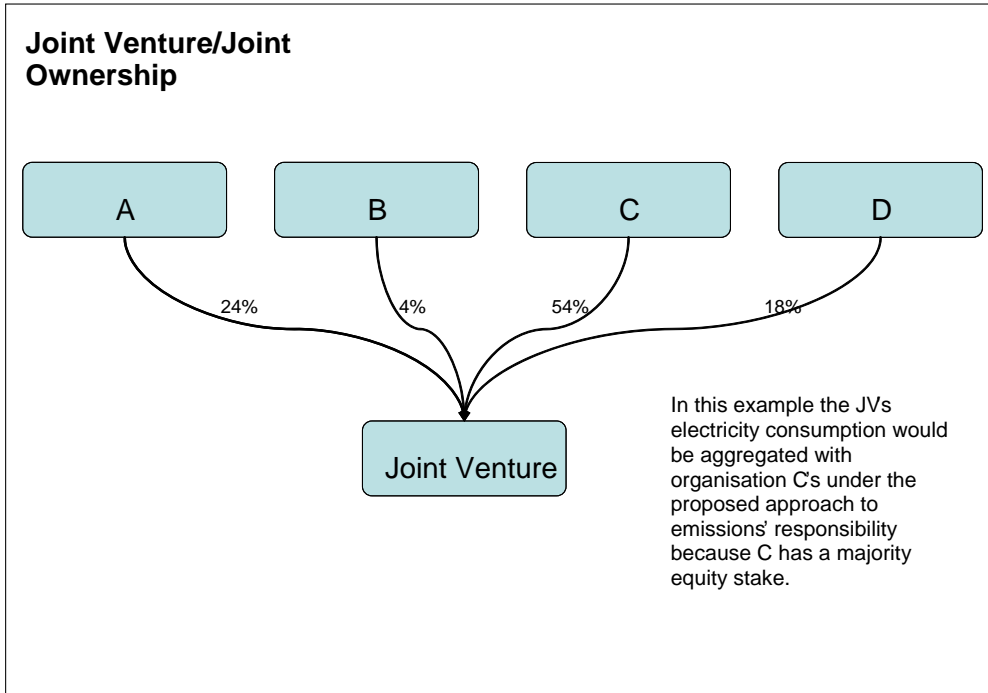 Joint Venture/Joint
Ownership
A
B
C
D
24%
4%
54%
18%
Joint Venture
In this example the JVs
electricity consumption would
be aggregated with
organisation C's under the
proposed approach to
emissions' responsibility
because C has a majority
equity stake.